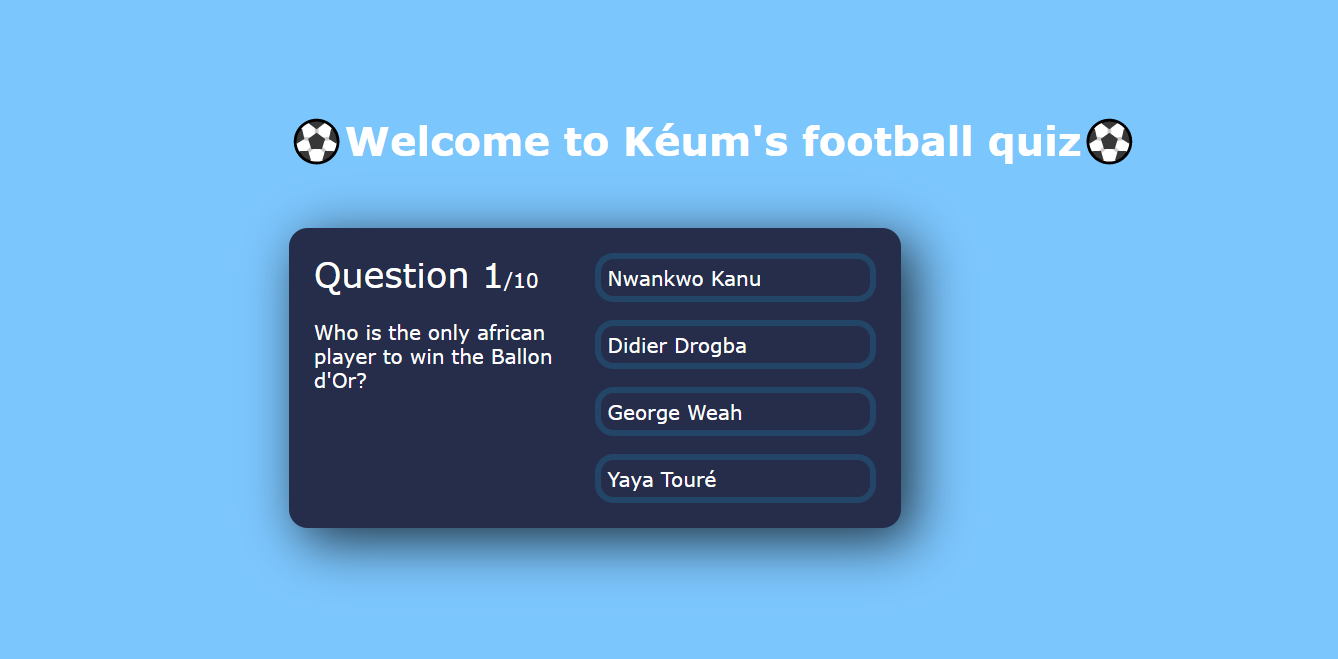 ⚽Welcome to Kéum's football quiz⚽
Question 1/10
Who is the only african
player to win the Ballon
d'Or?
Nwankwo Kanu
Didier Drogba
George Weah
Yaya Touré